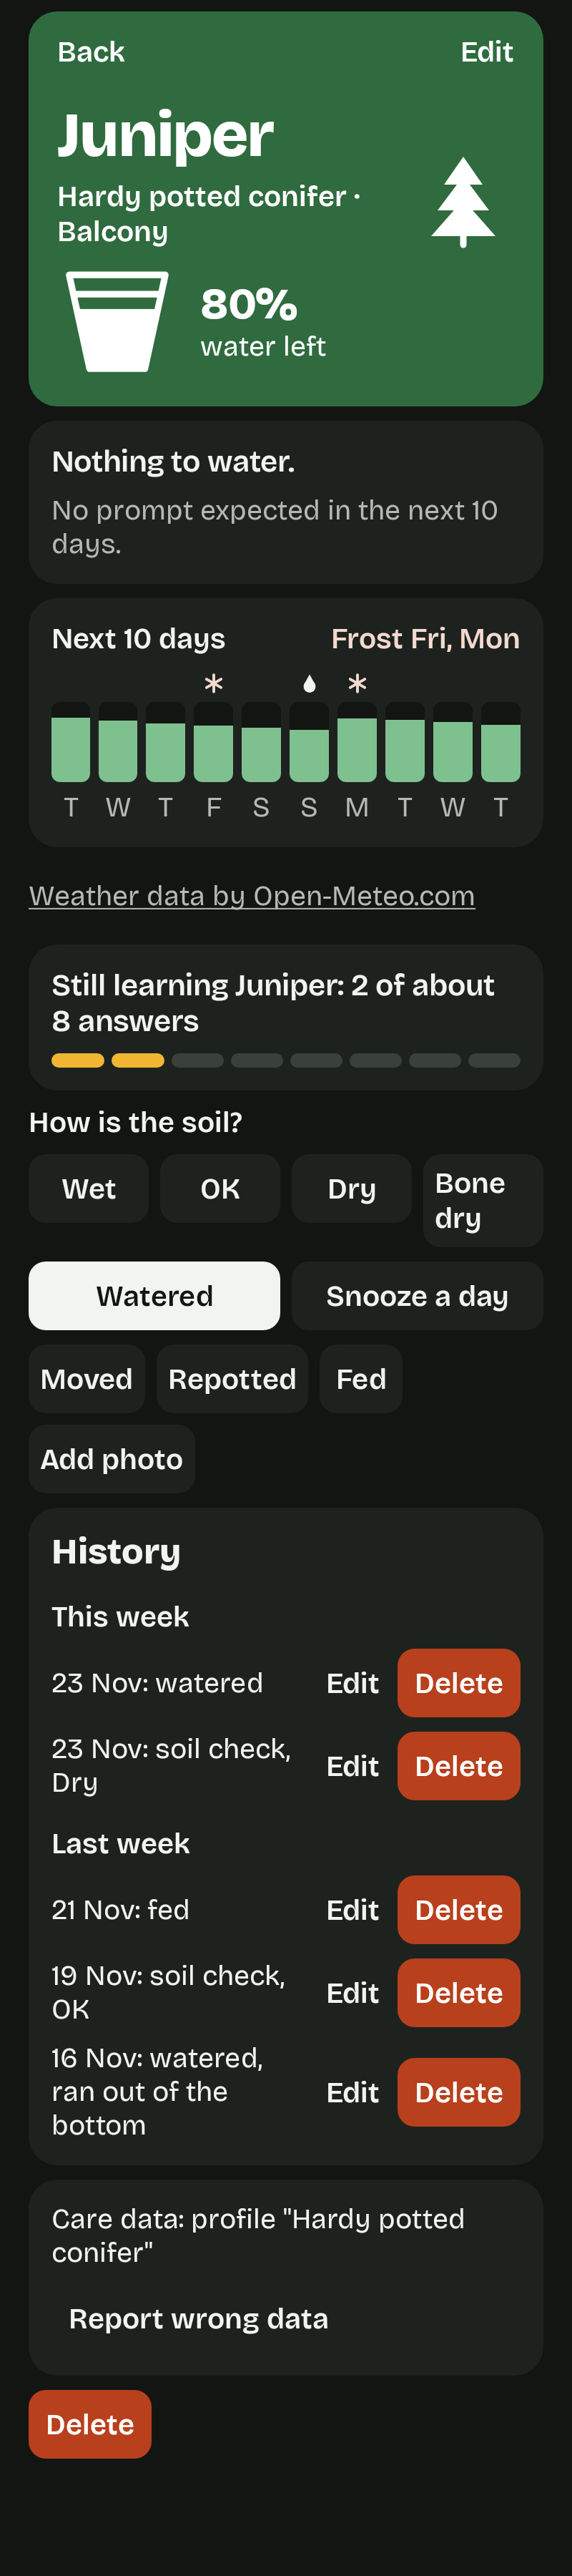 Back
Edit
Juniper
Hardy potted conifer ·
Balcony
80%
water left
Nothing to water.
No prompt expected in the next 10
days.
Next 10 days
Frost Fri, Mon
T W T F S S M T W T
Weather data by Open-Meteo.com
Still learning Juniper: 2 of about
8 answers
How is the soil?
Wet
OK
Dry
Bone
dry
Watered
Snooze a day
Moved
Repotted
Fed
Add photo
History
This week
23 Nov: watered
Edit
Delete
23 Nov: soil check,
Dry
Edit
Delete
Last week
21 Nov: fed
Edit
Delete
19 Nov: soil check,
OK
Edit
Delete
16 Nov: watered,
ran out of the
bottom
Edit
Delete
Care data: profile "Hardy potted
conifer"
Report wrong data
Delete